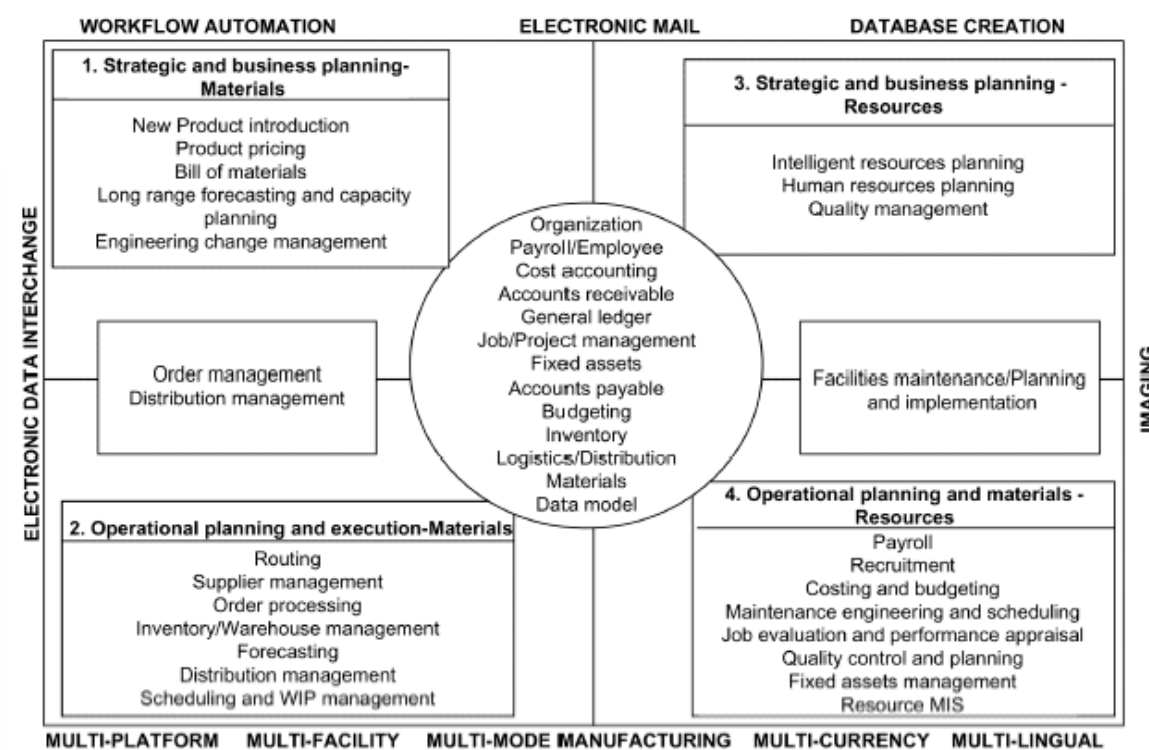 WORKFLOW AUTOMATION
ELECTRONIC MAIL
DATABASE CREATION
1. Strategic and business planning-
Materials
New Product introduction
Product pricing
Bill of materials
Long range forecasting and capacity
planning
Engineering change management
3. Strategic and business planning -
Resources
Intelligent resources planning
Human resources planning
Quality management
ELECTRONIC DATA INTERCHANGE
Order management
Distribution management
Organization
Payroll/Employee
Cost accounting
Accounts receivable
General ledger
Job/Project management
Fixed assets
Accounts payable
Budgeting
Inventory
Logistics/Distribution
Materials
Data model
Facilities maintenance/Planning
and implementation
IMAGING
2. Operational planning and execution-Materials
Routing
Supplier management
Order processing
Inventory/Warehouse management
Forecasting
Distribution management
Scheduling and WIP management
4. Operational planning and materials -
Resources
Payroll
Recruitment
Costing and budgeting
Maintenance engineering and scheduling
Job evaluation and performance appraisal
Quality control and planning
Fixed assets management
Resource MIS
MULTI-PLATFORM
MULTI-FACILITY
MULTI-MODE MANUFACTURING
MULTI-CURRENCY
MULTI-LINGUAL